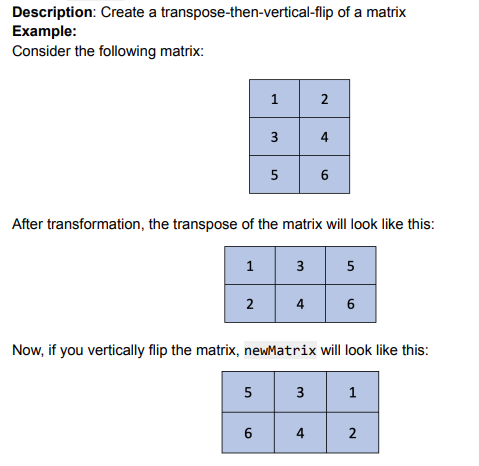 Description: Create a transpose-then-vertical-flip of a matrix
Example:
Consider the following matrix:
1 2
3 4
5 6
After transformation, the transpose of the matrix will look like this:
1 3 5
2 4 6
Now, if you vertically flip the matrix, newMatrix will look like this:
5 3 1
6 4 2